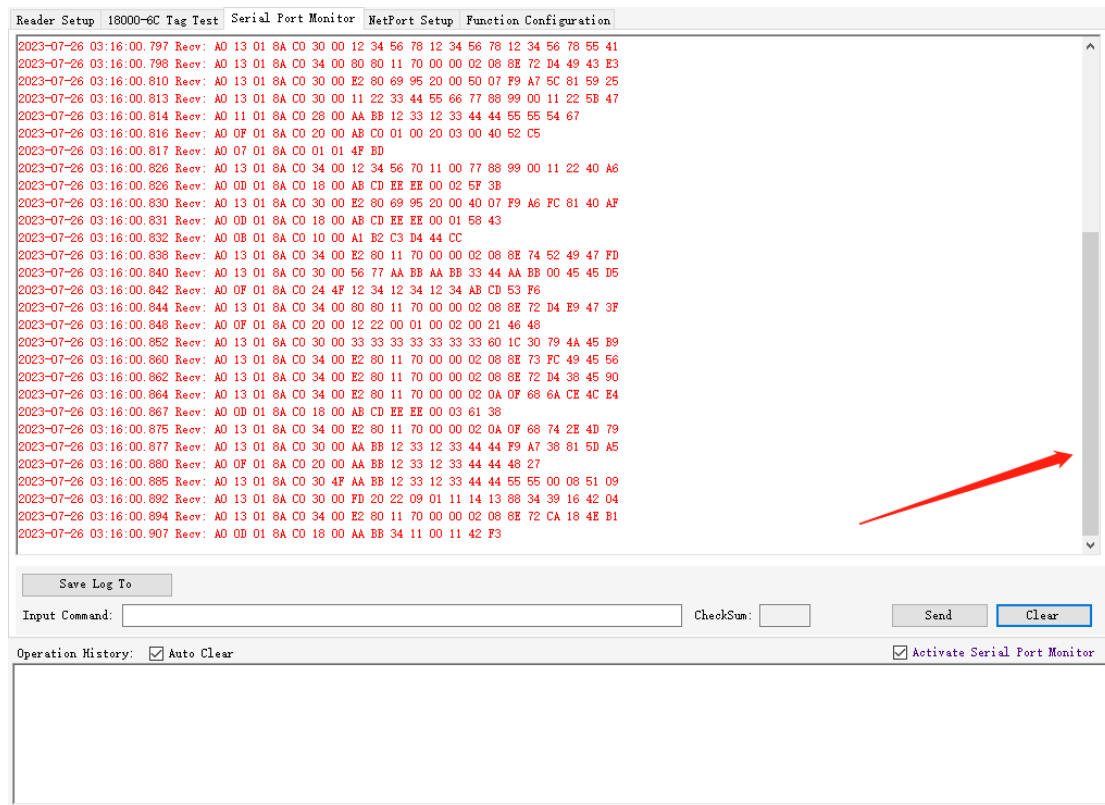 Reader Setup 18000-6C Tag Test Serial Port Monitor NetPort Setup Function Configuration
2023-07-26 03:16:00.797 Recv: A0 13 01 8A C0 30 00 12 34 56 78 12 34 56 78 12 34 56 78 55 41
2023-07-26 03:16:00.798 Recv: A0 13 01 8A C0 34 00 80 80 11 70 00 00 02 08 8E 72 D4 49 43 E3
2023-07-26 03:16:00.810 Recv: A0 13 01 8A C0 30 00 E2 80 69 95 20 00 50 07 F9 A7 5C 81 59 25
2023-07-26 03:16:00.813 Recv: A0 13 01 8A C0 30 00 11 22 33 44 55 66 77 88 99 00 11 22 5B 47
2023-07-26 03:16:00.814 Recv: A0 11 01 8A C0 28 00 AA BB 12 33 12 33 44 44 55 55 54 67
2023-07-26 03:16:00.816 Recv: A0 0F 01 8A C0 20 00 AB C0 01 00 20 03 00 40 52 C5
2023-07-26 03:16:00.817 Recv: A0 07 01 8A C0 01 01 4F BD
2023-07-26 03:16:00.826 Recv: A0 13 01 8A C0 34 00 12 34 56 70 11 00 77 88 99 00 11 22 40 A6
2023-07-26 03:16:00.826 Recv: A0 0D 01 8A C0 18 00 AB CD EE EE 00 02 5F 3B
2023-07-26 03:16:00.830 Recv: A0 13 01 8A C0 30 00 E2 80 69 95 20 00 40 07 F9 A6 FC 81 40 AF
2023-07-26 03:16:00.831 Recv: A0 0D 01 8A C0 18 00 AB CD EE EE 00 01 58 43
2023-07-26 03:16:00.832 Recv: A0 0B 01 8A C0 10 00 A1 B2 C3 D4 44 CC
2023-07-26 03:16:00.838 Recv: A0 13 01 8A C0 34 00 E2 80 11 70 00 00 02 08 8E 74 52 49 47 FD
2023-07-26 03:16:00.840 Recv: A0 13 01 8A C0 30 00 56 77 AA BB AA BB 33 44 AA BB 00 45 45 D5
2023-07-26 03:16:00.842 Recv: A0 0F 01 8A C0 24 4F 12 34 12 34 12 34 AB CD 53 F6
2023-07-26 03:16:00.844 Recv: A0 13 01 8A C0 34 00 80 80 11 70 00 00 02 08 8E 72 D4 E9 47 3F
2023-07-26 03:16:00.848 Recv: A0 0F 01 8A C0 20 00 12 22 00 01 00 02 00 21 46 48
2023-07-26 03:16:00.852 Recv: A0 13 01 8A C0 30 00 33 33 33 33 33 33 33 60 1C 30 79 4A 45 B9
2023-07-26 03:16:00.860 Recv: A0 13 01 8A C0 34 00 E2 80 11 70 00 00 02 08 8E 73 FC 49 45 56
2023-07-26 03:16:00.862 Recv: A0 13 01 8A C0 34 00 E2 80 11 70 00 00 02 08 8E 72 D4 38 45 90
2023-07-26 03:16:00.864 Recv: A0 13 01 8A C0 34 00 E2 80 11 70 00 00 02 0A 0F 68 6A CE 4C E4
2023-07-26 03:16:00.867 Recv: A0 0D 01 8A C0 18 00 AB CD EE EE 00 03 61 38
2023-07-26 03:16:00.875 Recv: A0 13 01 8A C0 34 00 E2 80 11 70 00 00 02 0A 0F 68 74 2E 4D 79
2023-07-26 03:16:00.877 Recv: A0 13 01 8A C0 30 00 AA BB 12 33 12 33 44 44 F9 A7 38 81 5D A5
2023-07-26 03:16:00.880 Recv: A0 0F 01 8A C0 20 00 AA BB 12 33 12 33 44 44 48 27
2023-07-26 03:16:00.885 Recv: A0 13 01 8A C0 30 4F AA BB 12 33 12 33 44 44 55 55 00 08 51 09
2023-07-26 03:16:00.892 Recv: A0 13 01 8A C0 30 00 FD 20 22 09 01 11 14 13 88 34 39 16 42 04
2023-07-26 03:16:00.894 Recv: A0 13 01 8A C0 34 00 E2 80 11 70 00 00 02 08 8E 72 CA 18 4E B1
2023-07-26 03:16:00.907 Recv: A0 0D 01 8A C0 18 00 AA BB 34 11 00 11 42 F3
Save Log To
Input Command: CheckSum: Send Clear
Operation History: Auto Clear Activate Serial Port Monitor